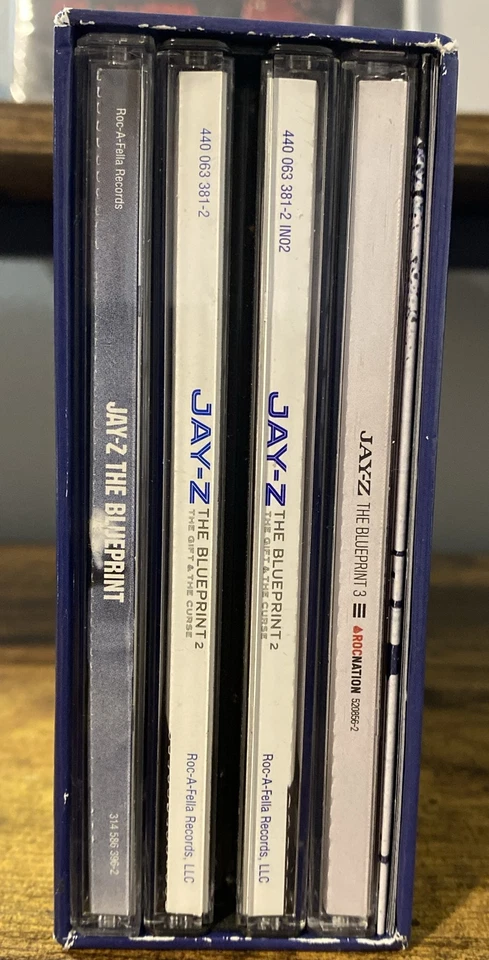 Roc-A-Fella Records
JAY-Z THE BLUEPRINT
314 586 396-2
440 063 381-2
JAY-Z
THE BLUEPRINT 2
THE GIFT & THE CURSE
Roc-A-Fella Records, LLC
440 063 381-2 IN02
JAY-Z
THE BLUEPRINT 2
THE GIFT & THE CURSE
Roc-A-Fella Records, LLC
JAY-Z THE BLUEPRINT 3 ROCNATION 520856-2